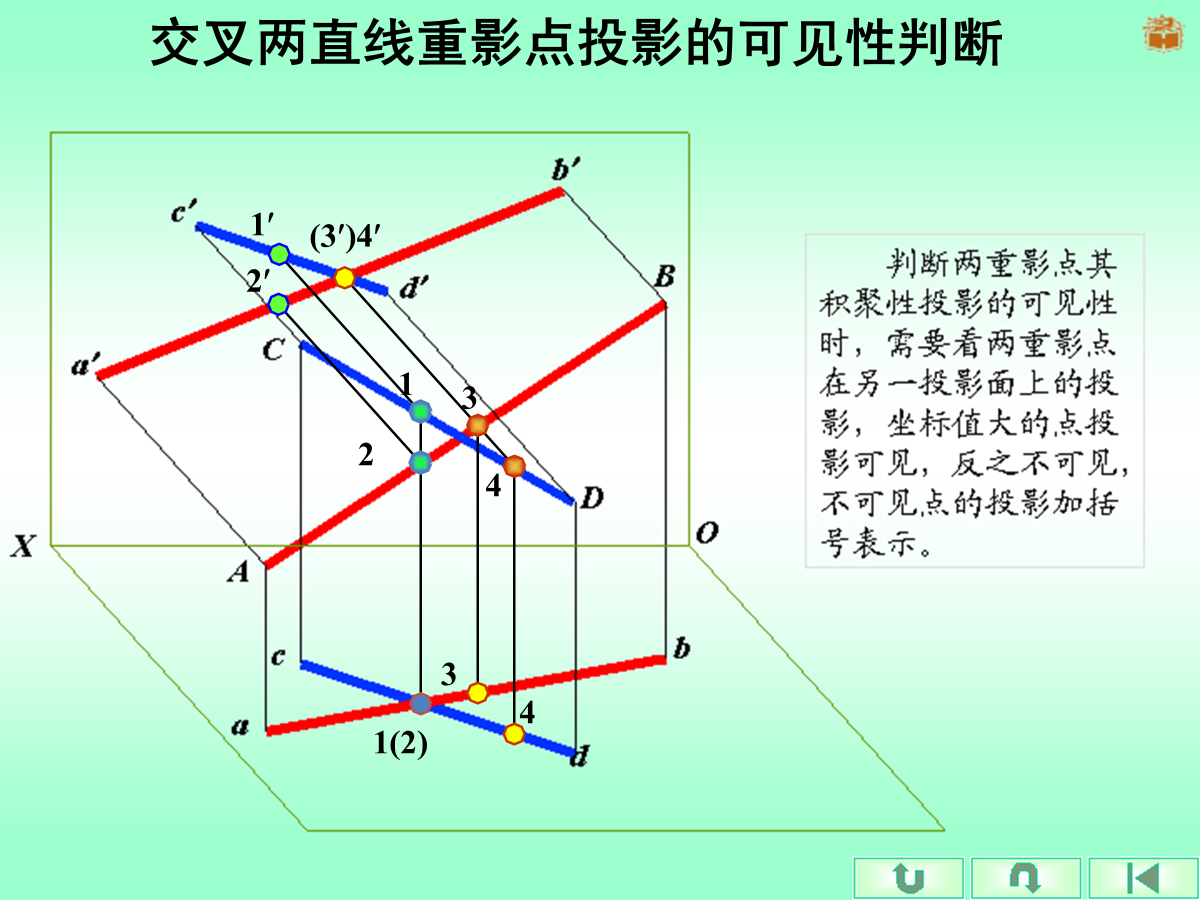 交叉两直线重影点投影的可见性判断
b′
c′
1′
(3′)4′
2′
d′
B
a′
C
1
3
2
4
D
X
O
A
c
b
3
a
4
1(2)
d
判断两重影点其
积聚性投影的可见性
时，需要看两重影点
在另一投影面上的投
影，坐标值大的点投
影可见，反之不可见，
不可见点的投影加括
号表示。